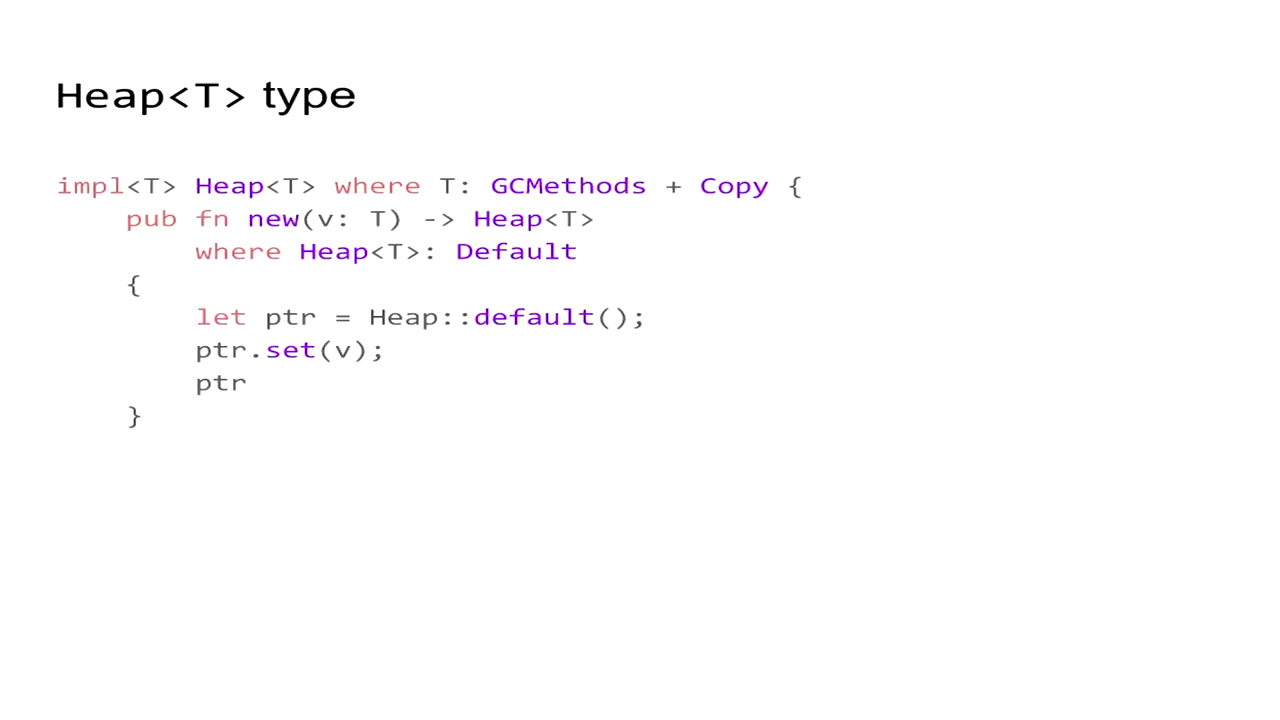 Heap<T> type
impl<T> Heap<T> where T: GCMethods + Copy {
    pub fn new(v: T) -> Heap<T>
        where Heap<T>: Default
    {
        let ptr = Heap::default();
        ptr.set(v);
        ptr
    }